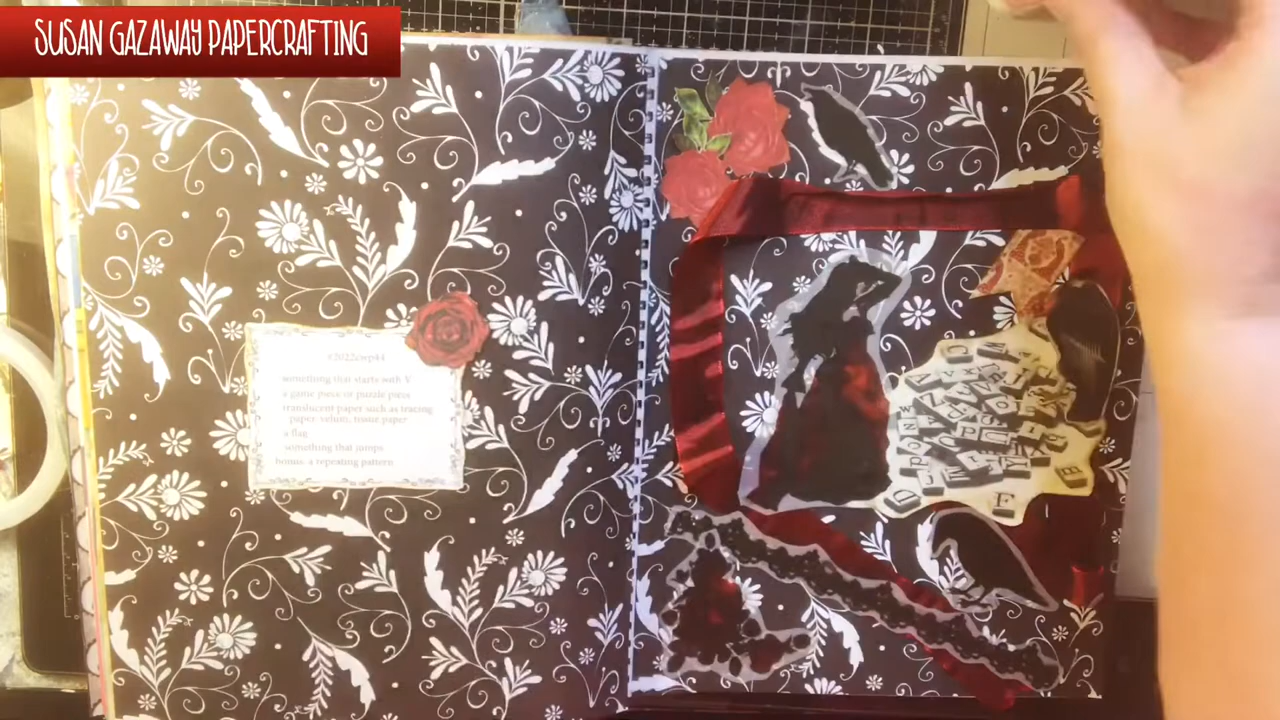 SUSAN GAZAWAY PAPERCRAFTING
#2022cwp44
something that starts with V
a game piece or puzzle piece
translucent paper such as tracing
paper, velum, tissue paper
a flag
something that jumps
bonus: a repeating pattern